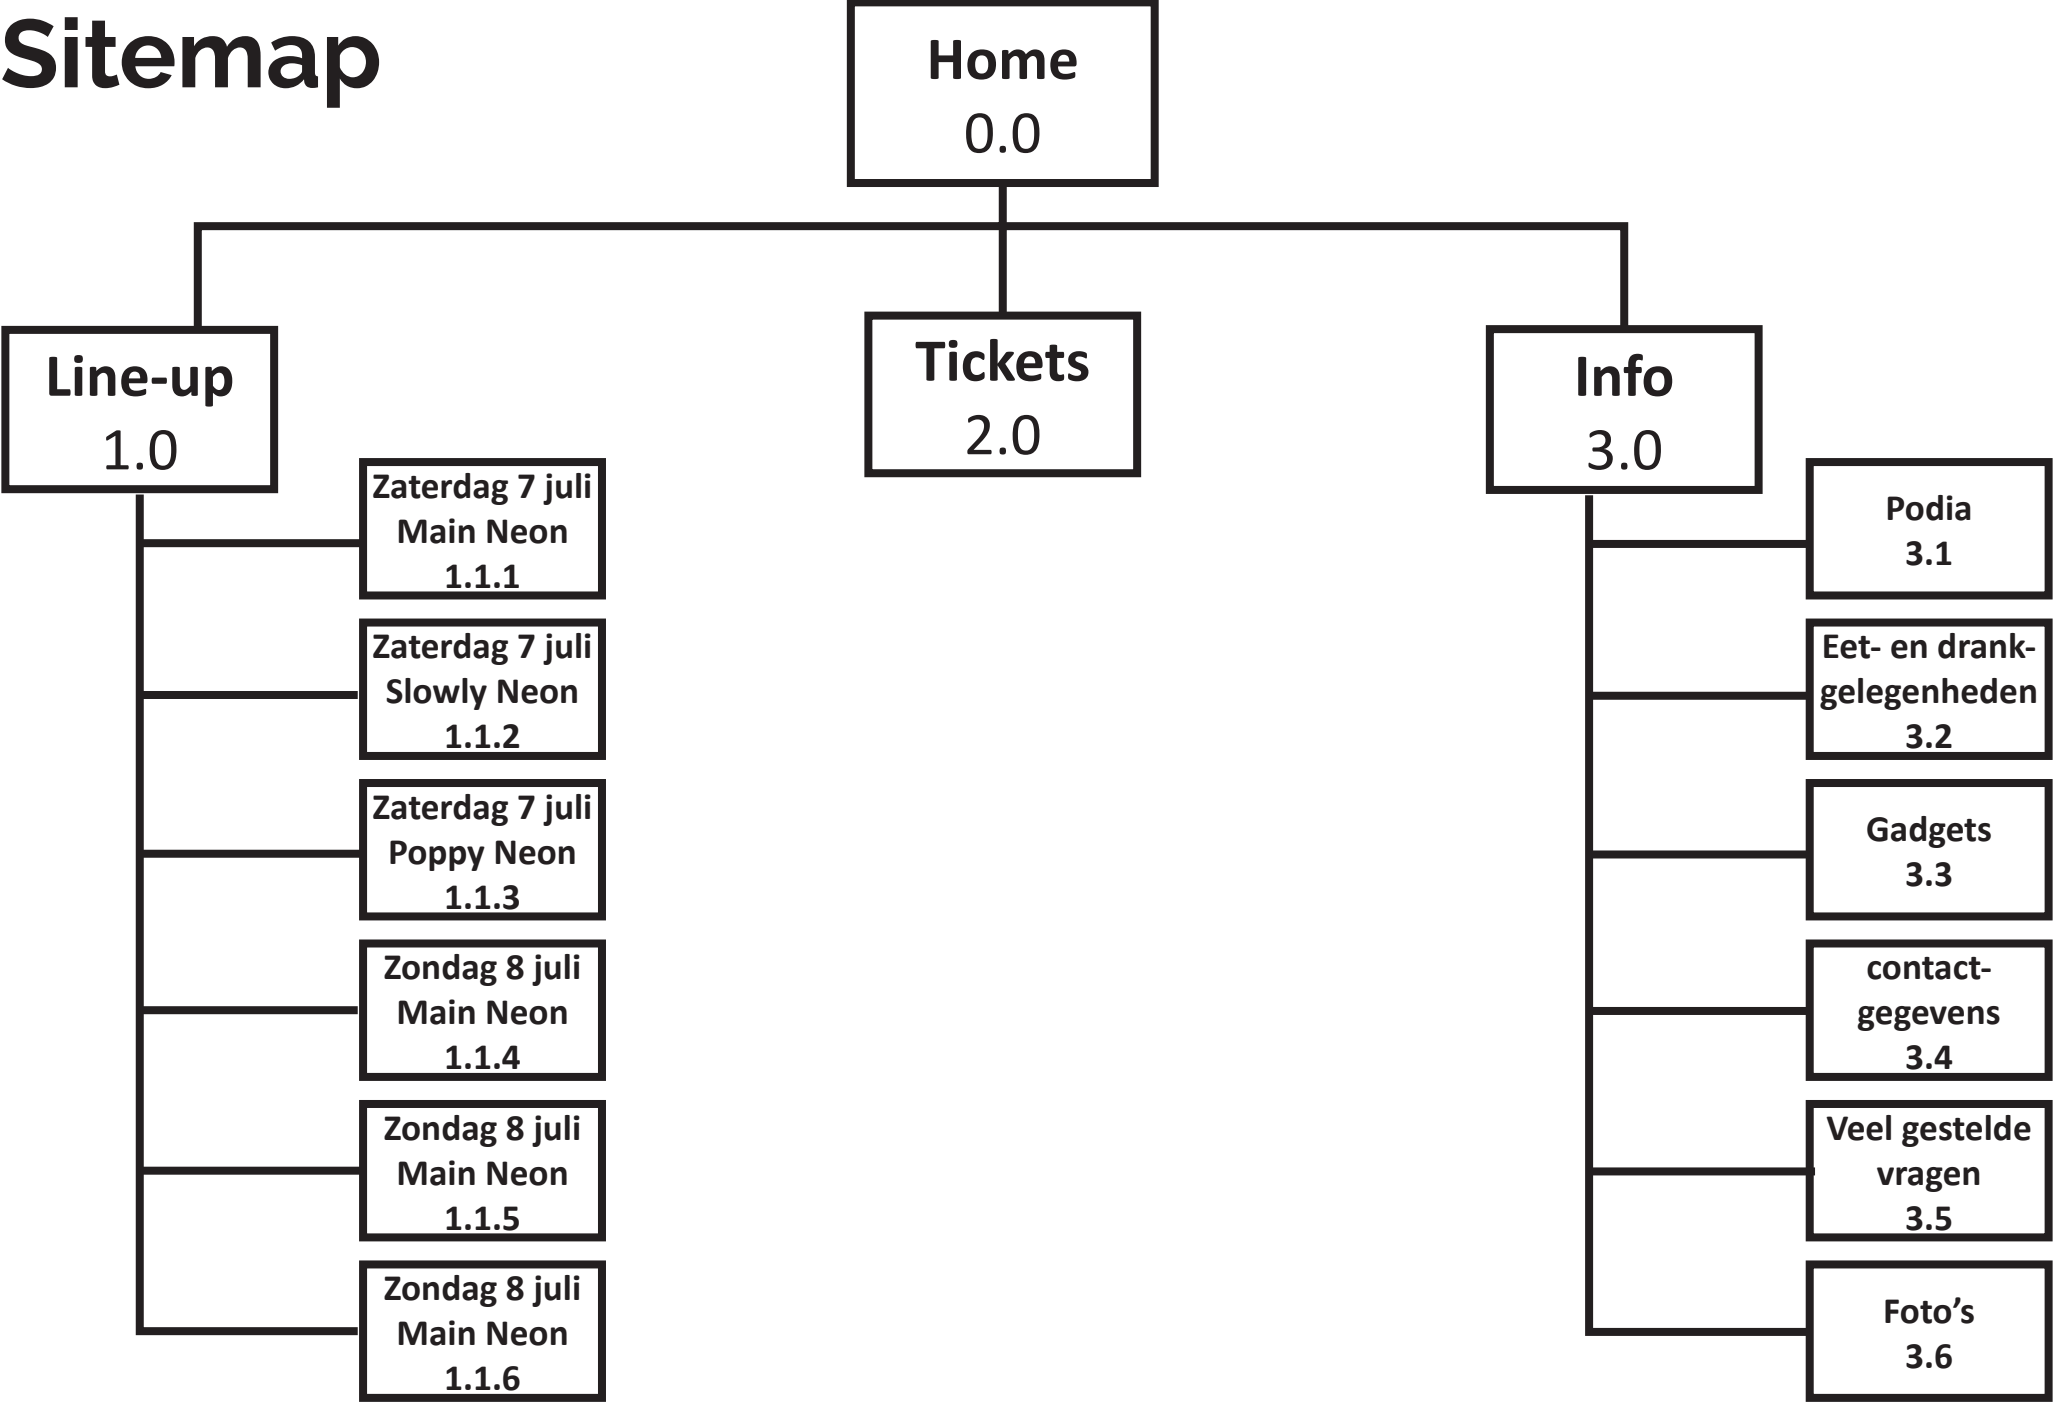 Sitemap
Home
0.0
Line-up
1.0
Zaterdag 7 juli
Main Neon
1.1.1
Zaterdag 7 juli
Slowly Neon
1.1.2
Zaterdag 7 juli
Poppy Neon
1.1.3
Zondag 8 juli
Main Neon
1.1.4
Zondag 8 juli
Main Neon
1.1.5
Zondag 8 juli
Main Neon
1.1.6
Tickets
2.0
Info
3.0
Podia
3.1
Eet- en drank-
gelegenheden
3.2
Gadgets
3.3
contact-
gegevens
3.4
Veel gestelde
vragen
3.5
Foto’s
3.6